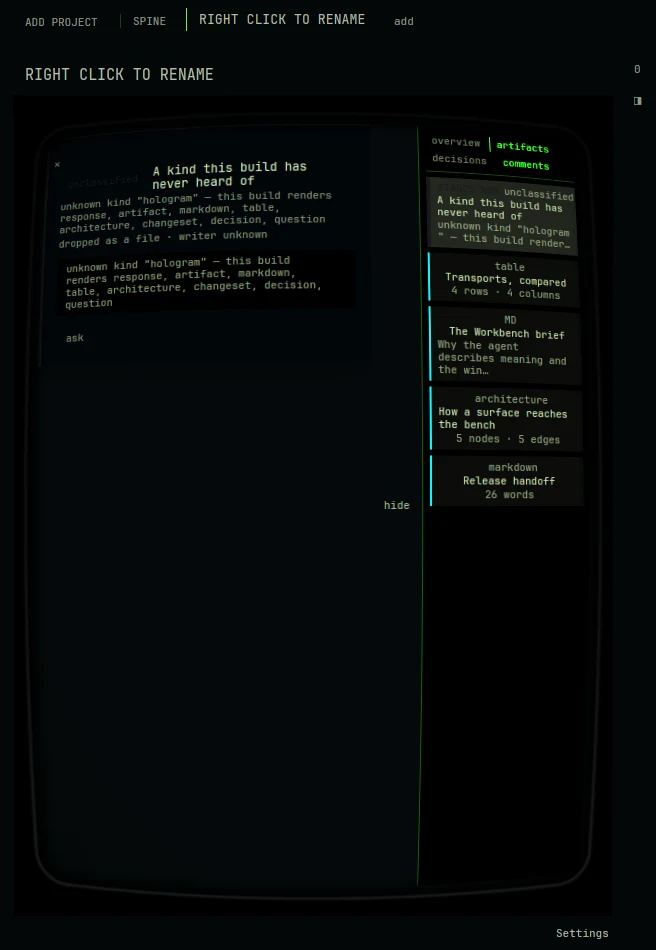 ADD PROJECT
SPINE
RIGHT CLICK TO RENAME
add
RIGHT CLICK TO RENAME
0
×
unclassified
A kind this build has
never heard of
unknown kind "hologram" — this build renders
response, artifact, markdown, table,
architecture, changeset, decision, question
dropped as a file · writer unknown
unknown kind "hologram" — this build
renders response, artifact, markdown,
table, architecture, changeset, decision,
question
ask
hide
overview
artifacts
decisions
comments
unclassified
A kind this build has
never heard of
unknown kind "hologram
" — this build render…
table
Transports, compared
4 rows · 4 columns
MD
The Workbench brief
Why the agent
describes meaning and
the win…
architecture
How a surface reaches
the bench
5 nodes · 5 edges
markdown
Release handoff
26 words
Settings